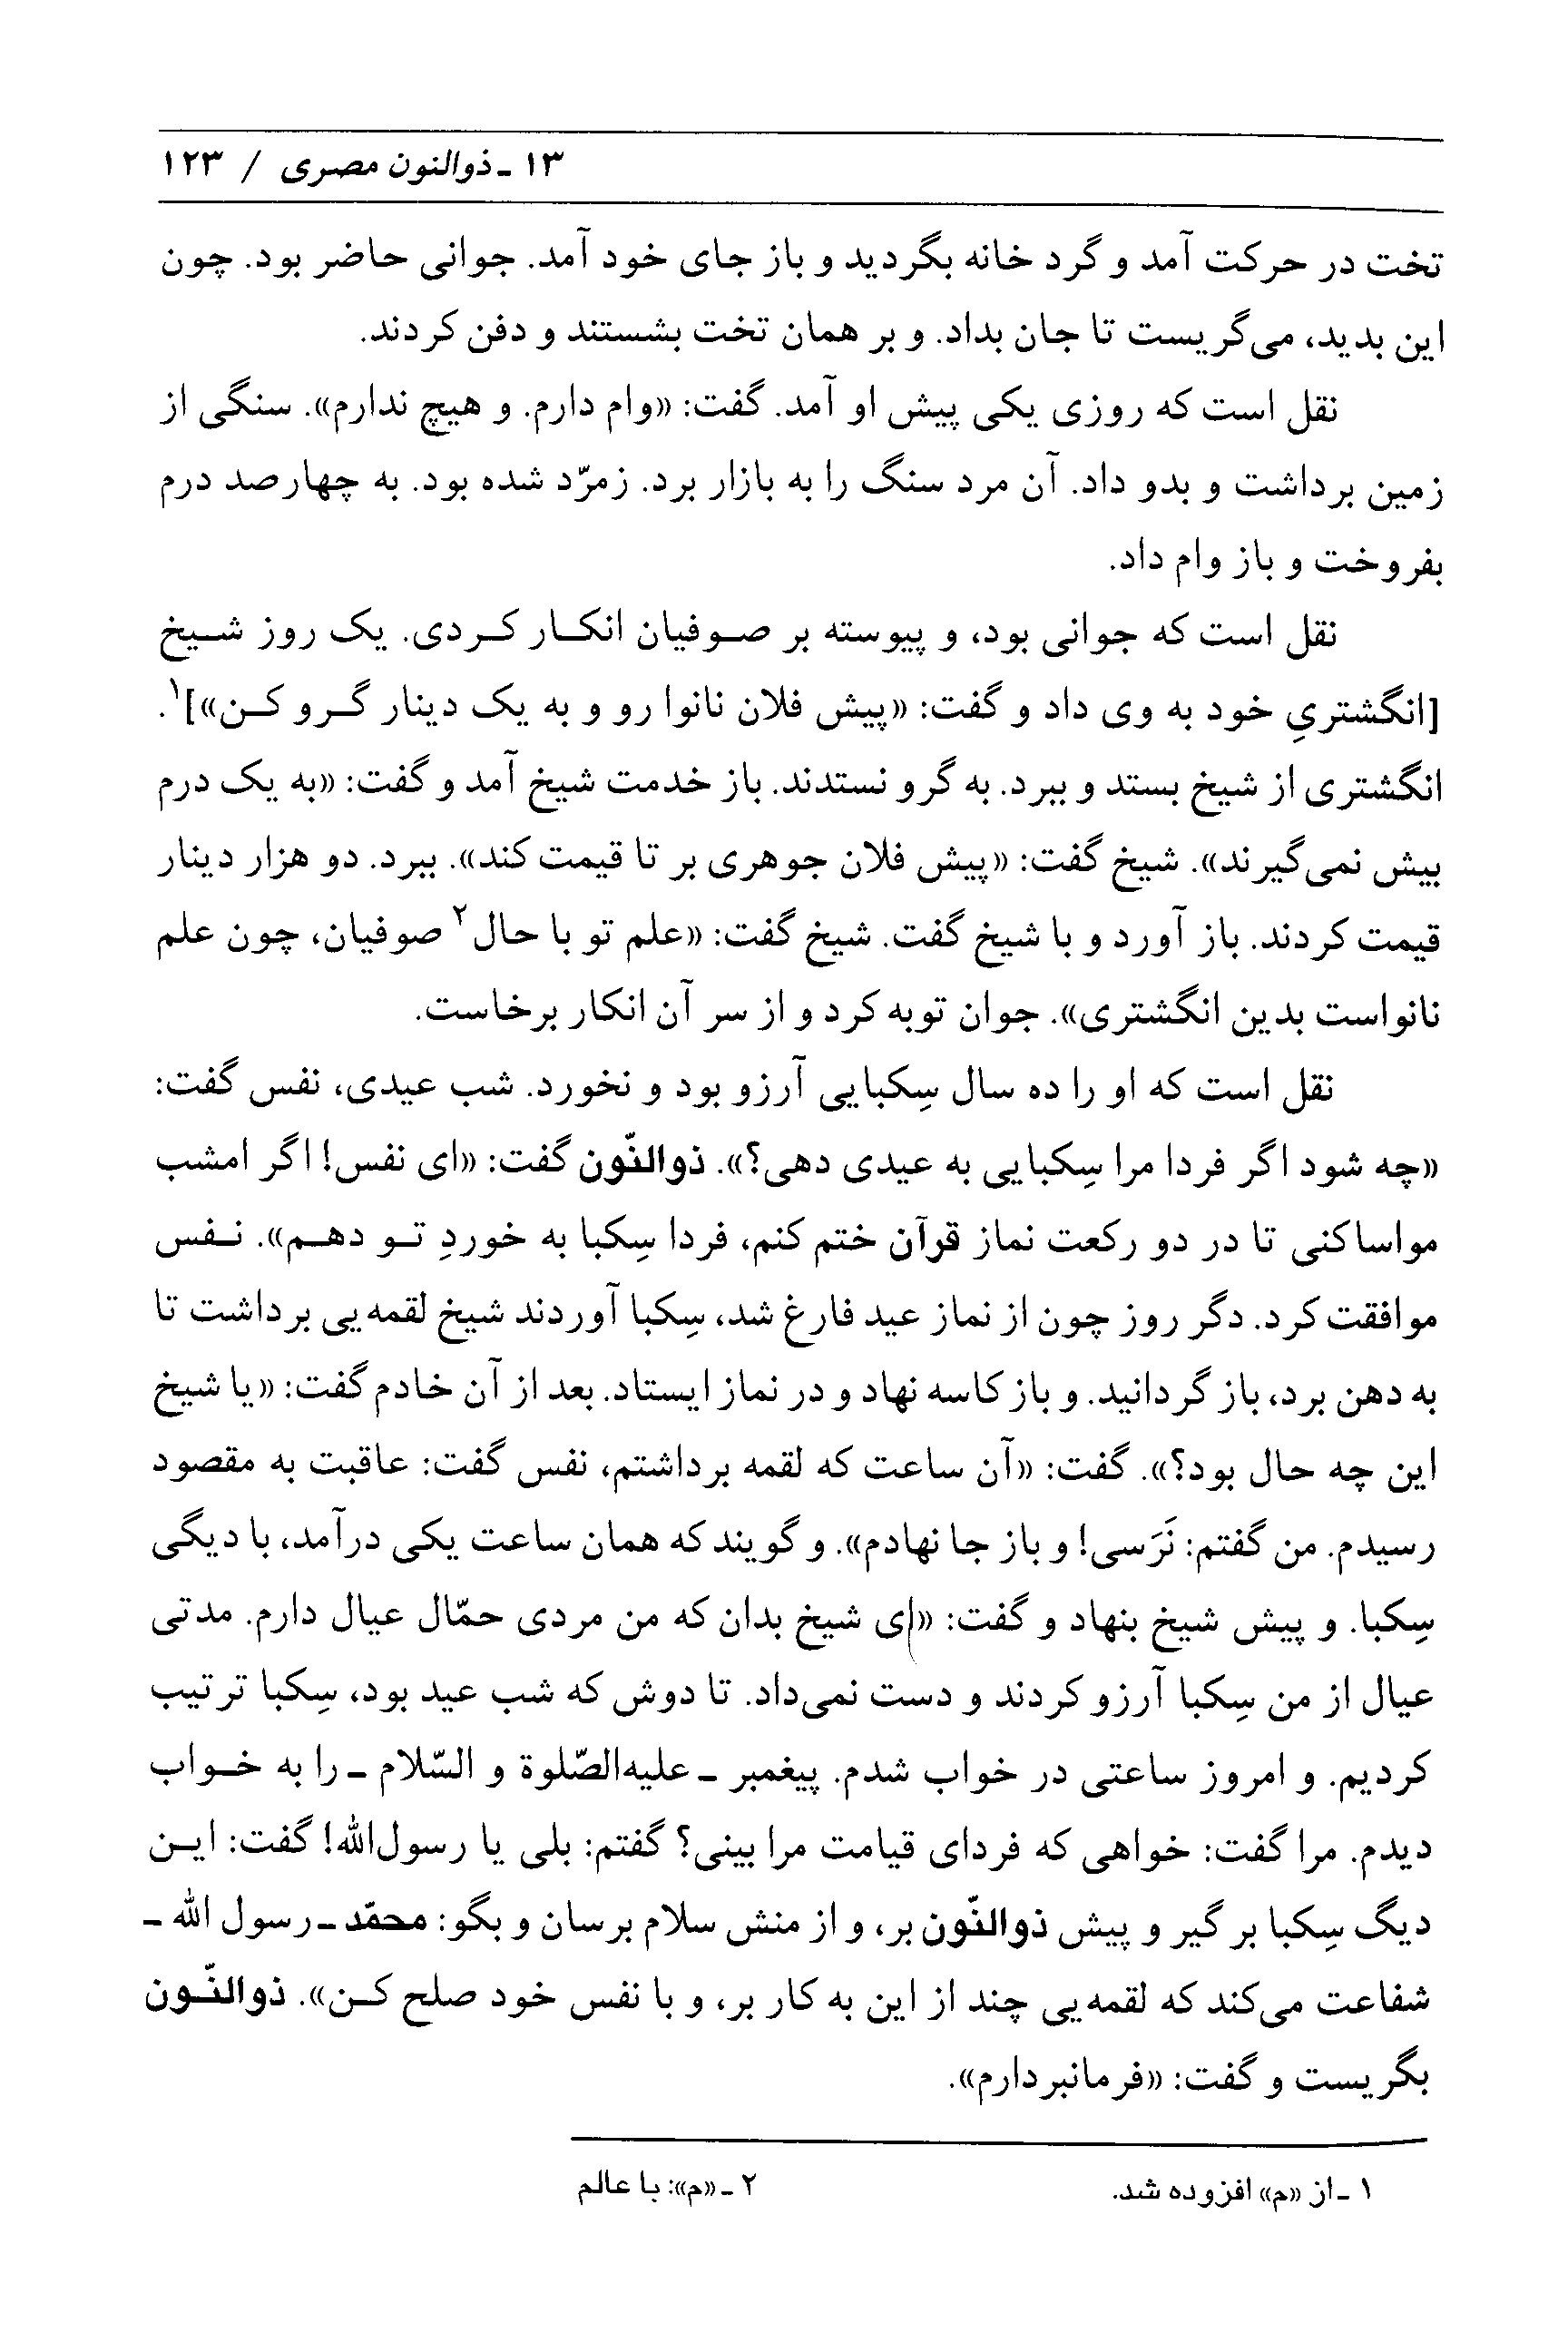 ۱۳ ـ ذوالنون مصری / ۱۲۳
تخت در حرکت آمد و گرد خانه بگردید و باز جای خود آمد. جوانی حاضر بود. چون
این بدید، می‌گریست تا جان بداد. و بر همان تخت بشستند و دفن کردند.
نقل است که روزی یکی پیش او آمد. گفت: «وام دارم. و هیچ ندارم». سنگی از
زمین برداشت و بدو داد. آن مرد سنگ را به بازار برد. زمرّد شده بود. به چهارصد درم
بفروخت و باز وام داد.
نقل است که جوانی بود، و پیوسته بر صـوفیان انکـار کـردی. یک روز شـیخ
[انگشتریِ خود به وی داد و گفت: «پیش فلان نانوا رو و به یک دینار گـرو کـن»]۱.
انگشتری از شیخ بستد و ببرد. به گرو نستدند. باز خدمت شیخ آمد و گفت: «به یک درم
بیش نمی‌گیرند». شیخ گفت: «پیش فلان جوهری بر تا قیمت کند». ببرد. دو هزار دینار
قیمت کردند. باز آورد و با شیخ گفت. شیخ گفت: «علم تو با حال۲ صوفیان، چون علم
نانواست بدین انگشتری». جوان توبه کرد و از سر آن انکار برخاست.
نقل است که او را ده سال سِکبایی آرزو بود و نخورد. شب عیدی، نفس گفت:
«چه شود اگر فردا مرا سِکبایی به عیدی دهی؟». ذوالنّون گفت: «ای نفس! اگر امشب
مواساکنی تا در دو رکعت نماز قرآن ختم کنم، فردا سِکبا به خوردِ تـو دهـم». نـفس
موافقت کرد. دگر روز چون از نماز عید فارغ شد، سِکبا آوردند شیخ لقمه‌یی برداشت تا
به دهن برد، باز گردانید. و باز کاسه نهاد و در نماز ایستاد. بعد از آن خادم گفت: «یا شیخ
این چه حال بود؟». گفت: «آن ساعت که لقمه برداشتم، نفس گفت: عاقبت به مقصود
رسیدم. من گفتم: نَرَسی! و باز جا نهادم». و گویند که همان ساعت یکی درآمد، با دیگی
سِکبا. و پیش شیخ بنهاد و گفت: «ای شیخ بدان که من مردی حمّال عیال دارم. مدتی
عیال از من سِکبا آرزو کردند و دست نمی‌داد. تا دوش که شب عید بود، سِکبا ترتیب
کردیم. و امروز ساعتی در خواب شدم. پیغمبر ـ علیه‌الصّلوة و السّلام ـ را به خـواب
دیدم. مرا گفت: خواهی که فردای قیامت مرا بینی؟ گفتم: بلی یا رسول‌الله! گفت: ایـن
دیگ سِکبا بر گیر و پیش ذوالنّون بر، و از منش سلام برسان و بگو: محمّد ـ رسول الله ـ
شفاعت می‌کند که لقمه‌یی چند از این به کار بر، و با نفس خود صلح کـن». ذوالنّـون
بگریست و گفت: «فرمانبردارم».
۱ ـ از «م» افزوده شد. ۲ ـ «م»: با عالم